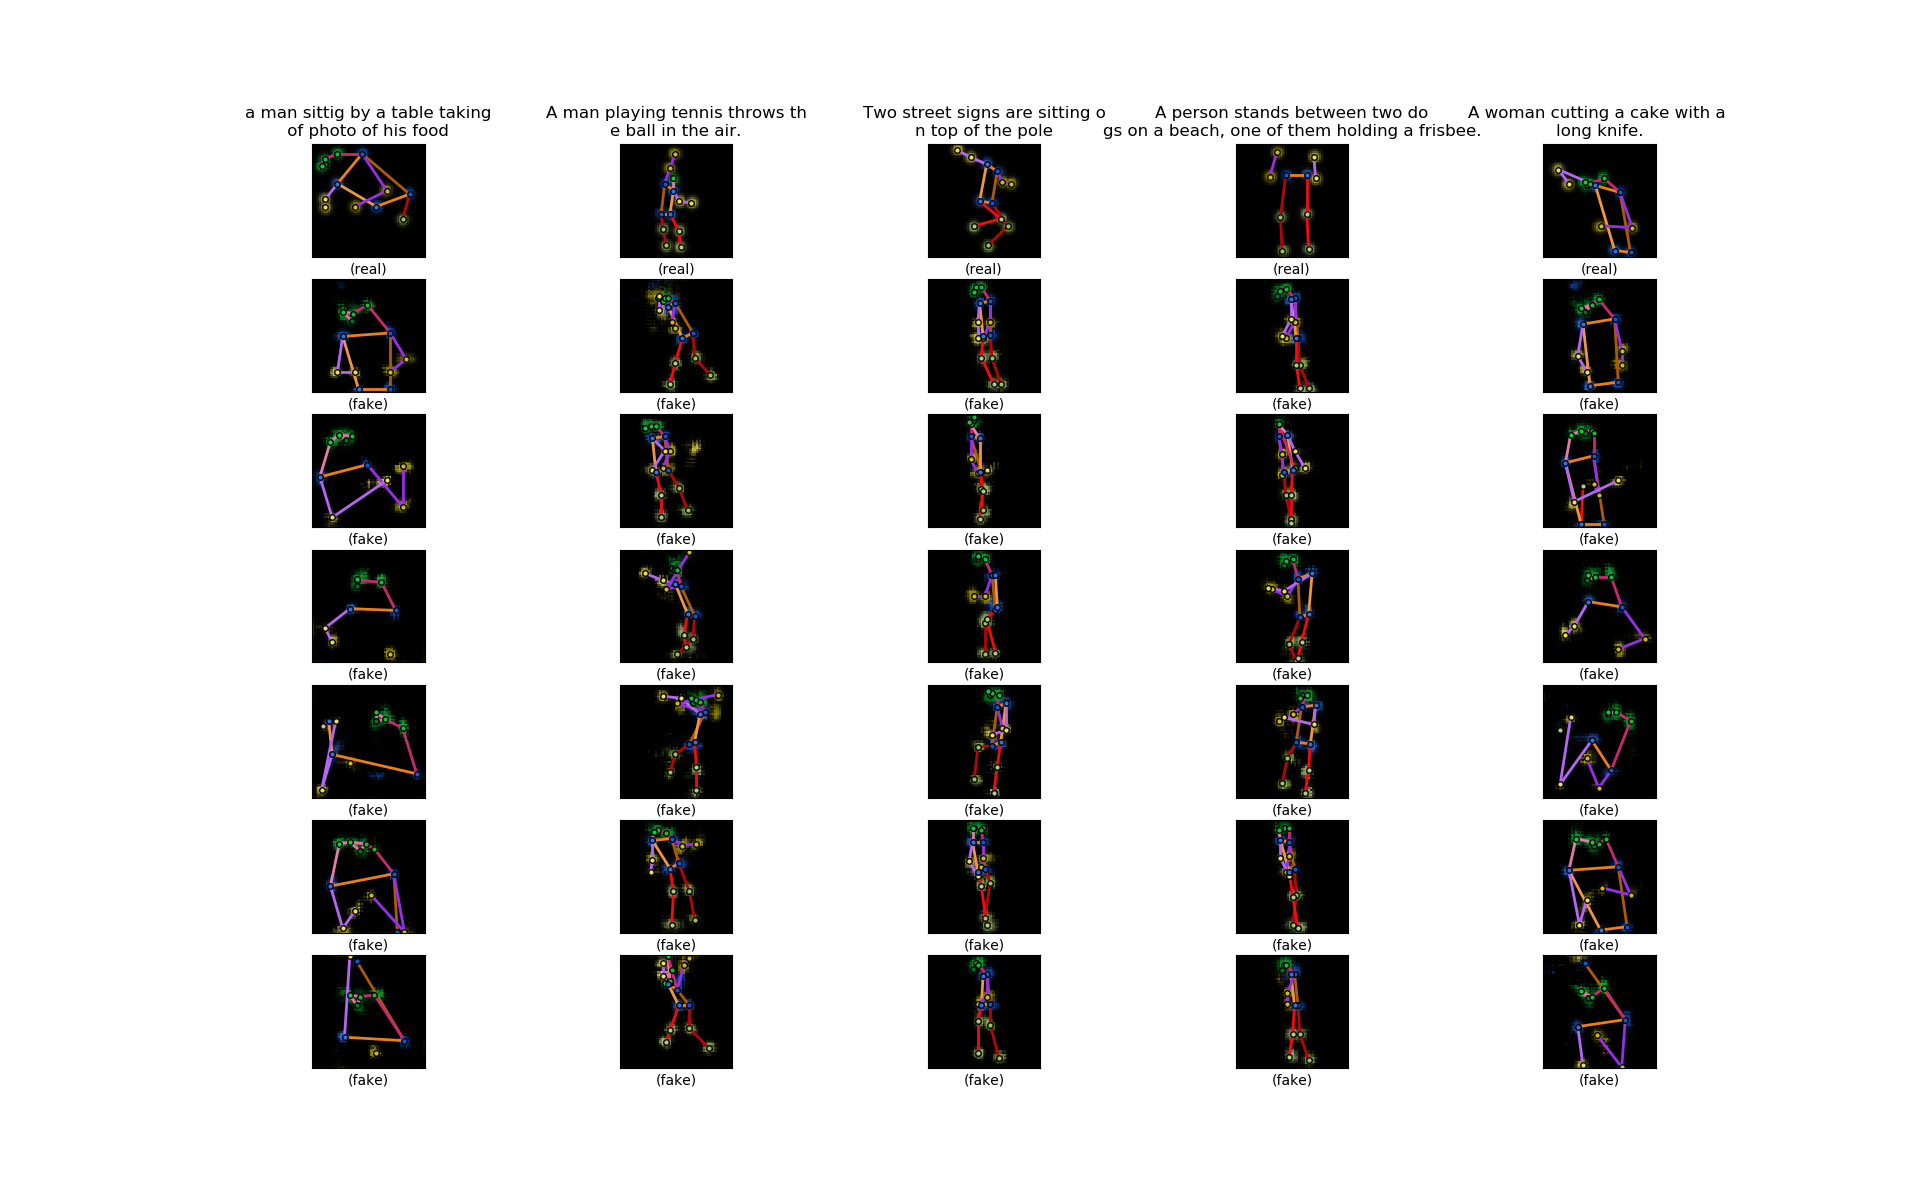 a man sittig by a table taking
of photo of his food
A man playing tennis throws th
e ball in the air.
Two street signs are sitting o
n top of the pole
A person stands between two do
gs on a beach, one of them holding a frisbee.
A woman cutting a cake with a
long knife.
(real) (real) (real) (real) (real)
(fake) (fake) (fake) (fake) (fake)
(fake) (fake) (fake) (fake) (fake)
(fake) (fake) (fake) (fake) (fake)
(fake) (fake) (fake) (fake) (fake)
(fake) (fake) (fake) (fake) (fake)
(fake) (fake) (fake) (fake) (fake)